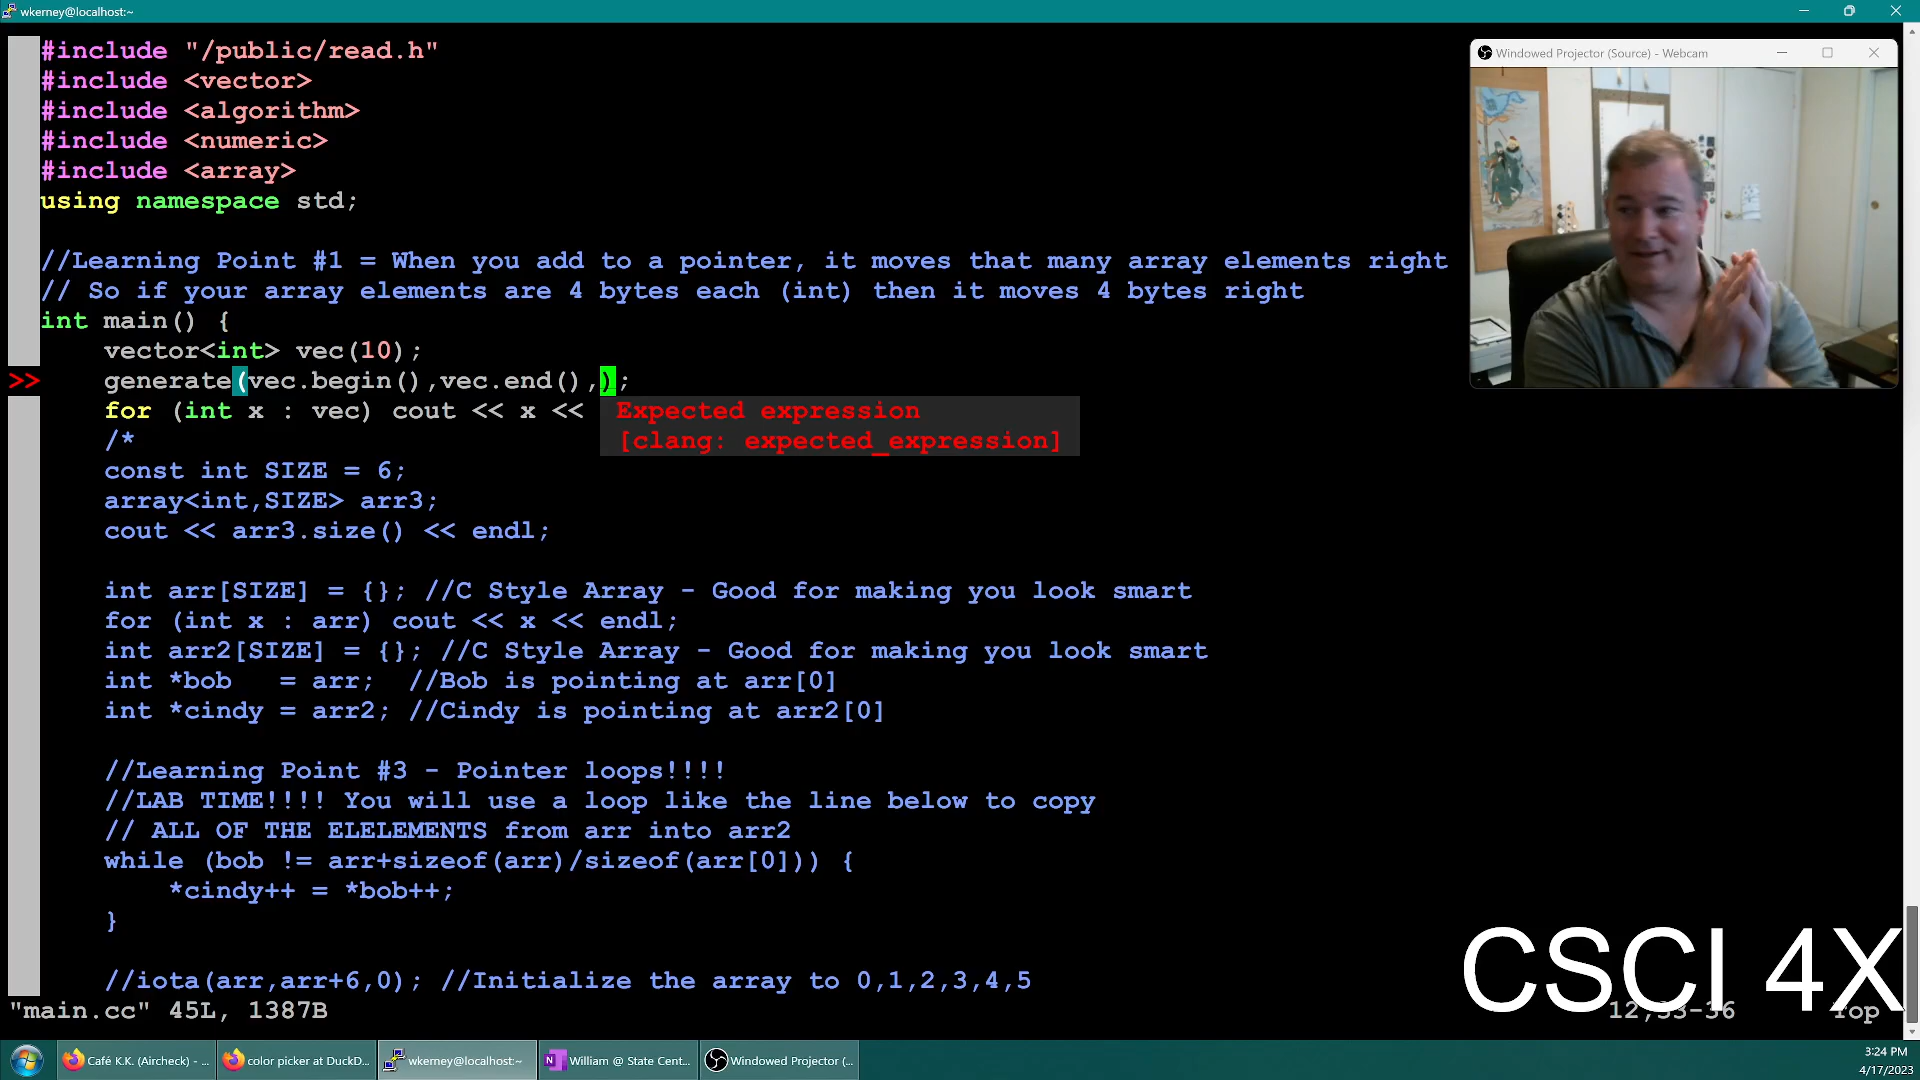 wkerney@localhost:~
#include "/public/read.h"
#include <vector>
#include <algorithm>
#include <numeric>
#include <array>
using namespace std;
//Learning Point #1 = When you add to a pointer, it moves that many array elements right
// So if your array elements are 4 bytes each (int) then it moves 4 bytes right
int main() {
vector<int> vec(10);
>> generate(vec.begin(),vec.end(),);
for (int x : vec) cout << x <<
Expected expression
[clang: expected_expression]
/*
const int SIZE = 6;
array<int,SIZE> arr3;
cout << arr3.size() << endl;
int arr[SIZE] = {}; //C Style Array - Good for making you look smart
for (int x : arr) cout << x << endl;
int arr2[SIZE] = {}; //C Style Array - Good for making you look smart
int *bob   = arr;  //Bob is pointing at arr[0]
int *cindy = arr2; //Cindy is pointing at arr2[0]
//Learning Point #3 - Pointer loops!!!!
//LAB TIME!!!! You will use a loop like the line below to copy
// ALL OF THE ELELEMENTS from arr into arr2
while (bob != arr+sizeof(arr)/sizeof(arr[0])) {
*cindy++ = *bob++;
}
//iota(arr,arr+6,0); //Initialize the array to 0,1,2,3,4,5
"main.cc" 45L, 1387B
12,33-36 Top
Windowed Projector (Source) - Webcam
CSCI 4X
Café K.K. (Aircheck) - ...
color picker at DuckD...
wkerney@localhost:~
William @ State Cent...
Windowed Projector (...
3:24 PM
4/17/2023